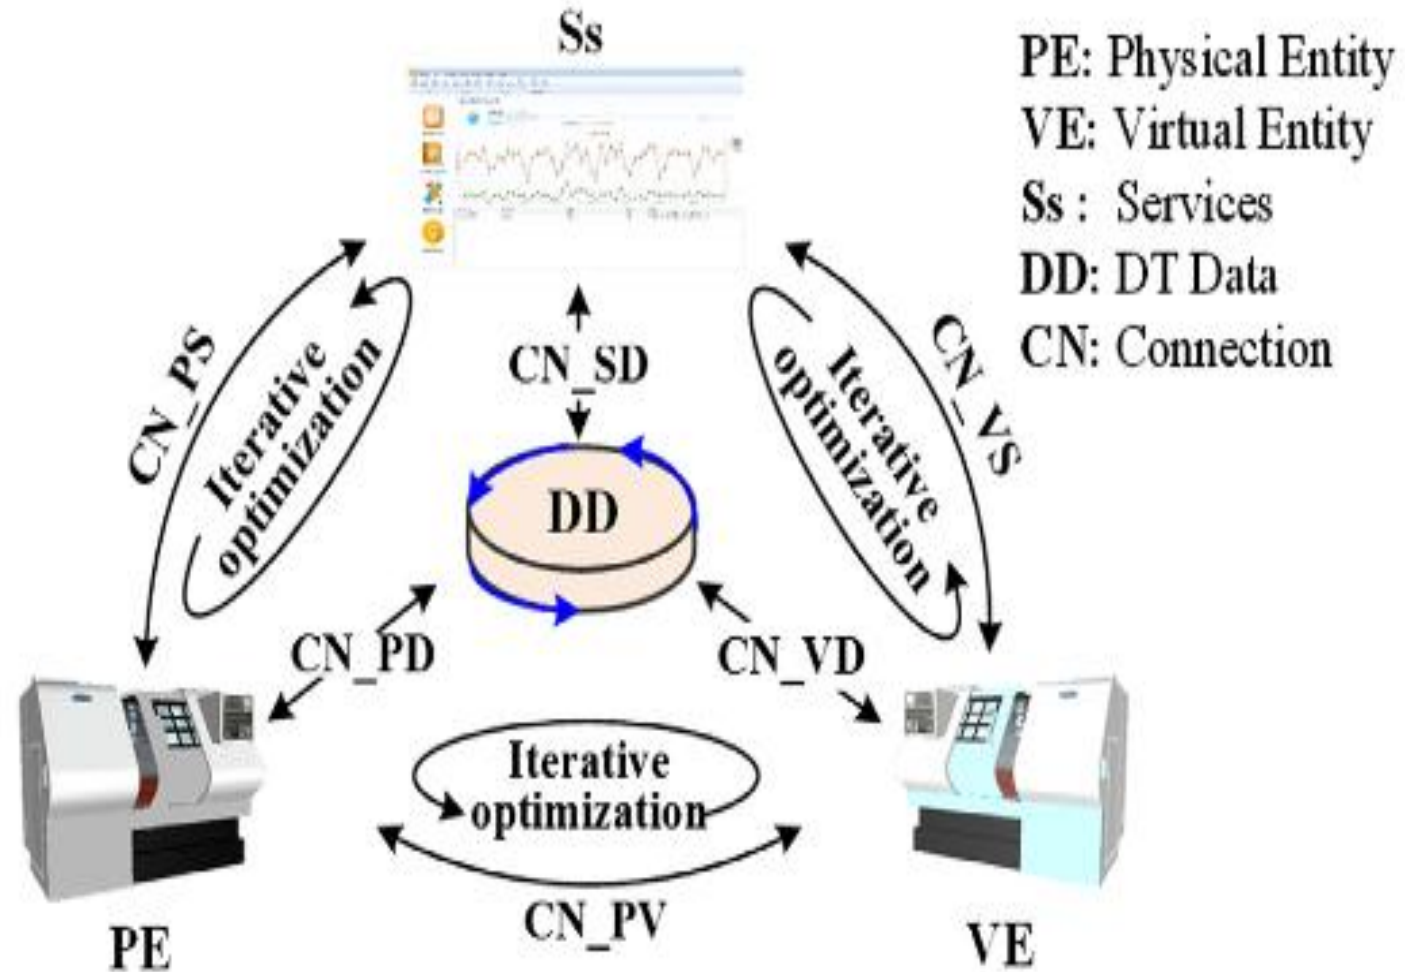 Ss
PE: Physical Entity
VE: Virtual Entity
Ss : Services
DD: DT Data
CN: Connection
CN_PS
Iterative
optimization
CN_SD
Iterative
optimization
CN_VS
DD
CN_PD
CN_VD
Iterative
optimization
CN_PV
PE
VE